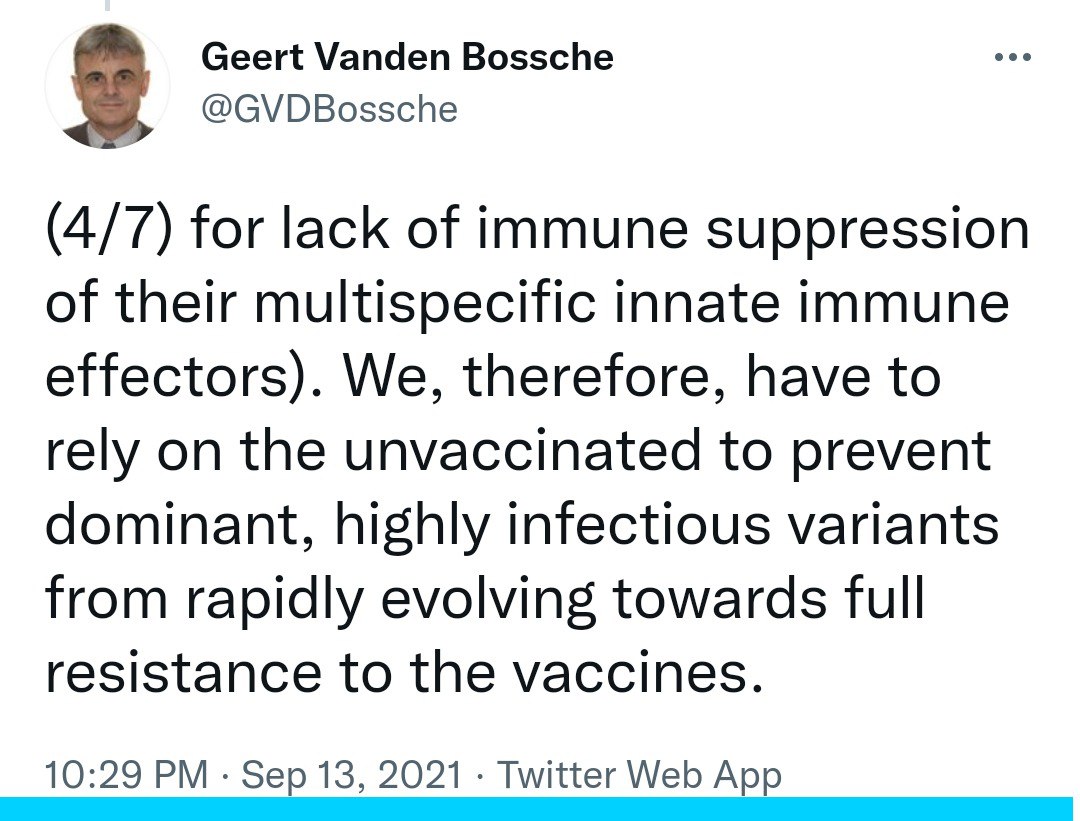 Geert Vanden Bossche
@GVDBossche
(4/7) for lack of immune suppression
of their multispecific innate immune
effectors). We, therefore, have to
rely on the unvaccinated to prevent
dominant, highly infectious variants
from rapidly evolving towards full
resistance to the vaccines.
10:29 PM · Sep 13, 2021 · Twitter Web App